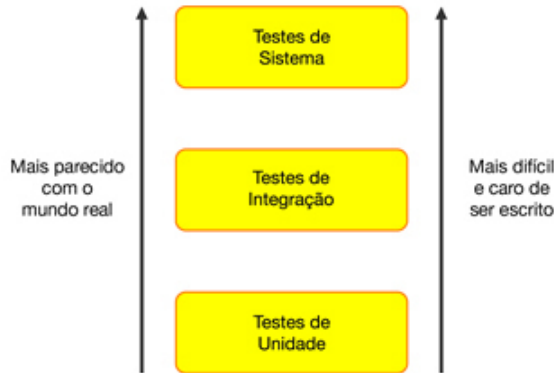 Testes de
Sistema
Mais parecido
com o
mundo real
Testes de
Integração
Mais difícil
e caro de
ser escrito
Testes de
Unidade